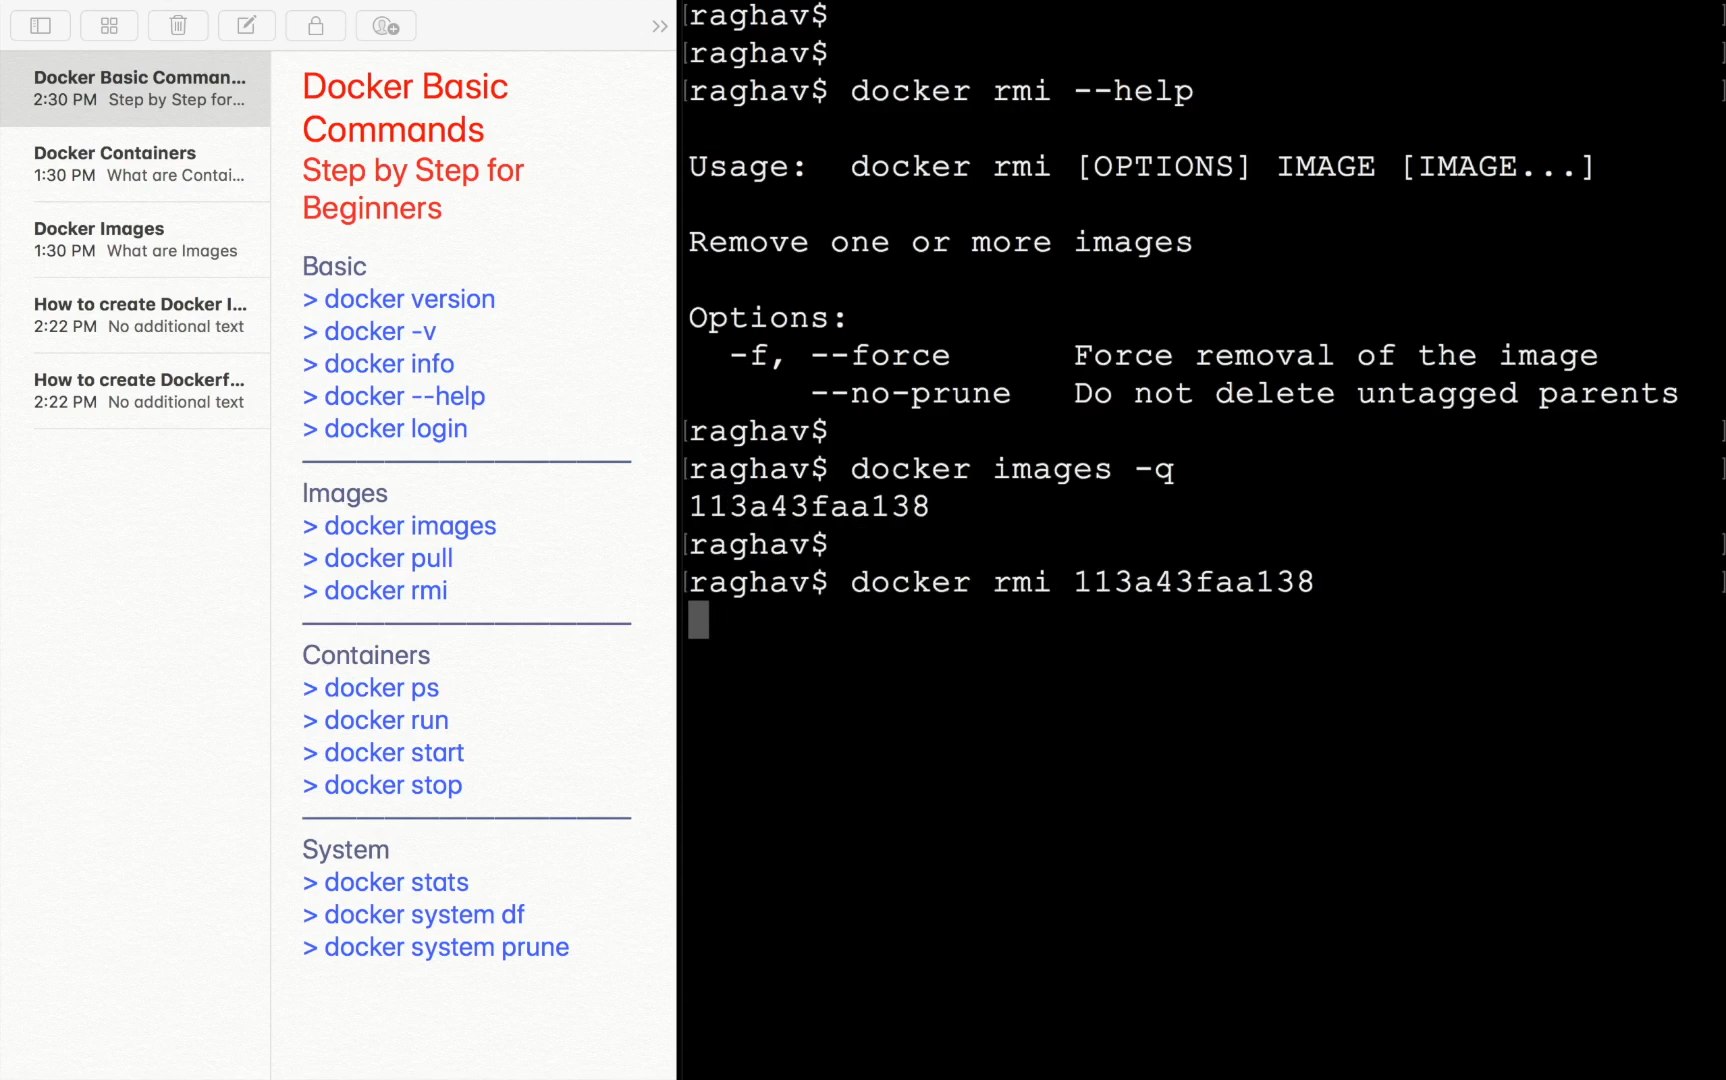 Docker Basic Comman...
2:30 PM Step by Step for...
Docker Containers
1:30 PM What are Contai...
Docker Images
1:30 PM What are Images
How to create Docker I...
2:22 PM No additional text
How to create Dockerf...
2:22 PM No additional text
Docker Basic
Commands
Step by Step for
Beginners
Basic
> docker version
> docker -v
> docker info
> docker --help
> docker login
Images
> docker images
> docker pull
> docker rmi
Containers
> docker ps
> docker run
> docker start
> docker stop
System
> docker stats
> docker system df
> docker system prune
[raghav$ ]
[raghav$ ]
[raghav$ docker rmi --help ]
Usage:  docker rmi [OPTIONS] IMAGE [IMAGE...]
Remove one or more images
Options:
  -f, --force      Force removal of the image
      --no-prune   Do not delete untagged parents
[raghav$ ]
[raghav$ docker images -q ]
113a43faa138
[raghav$ ]
[raghav$ docker rmi 113a43faa138 ]